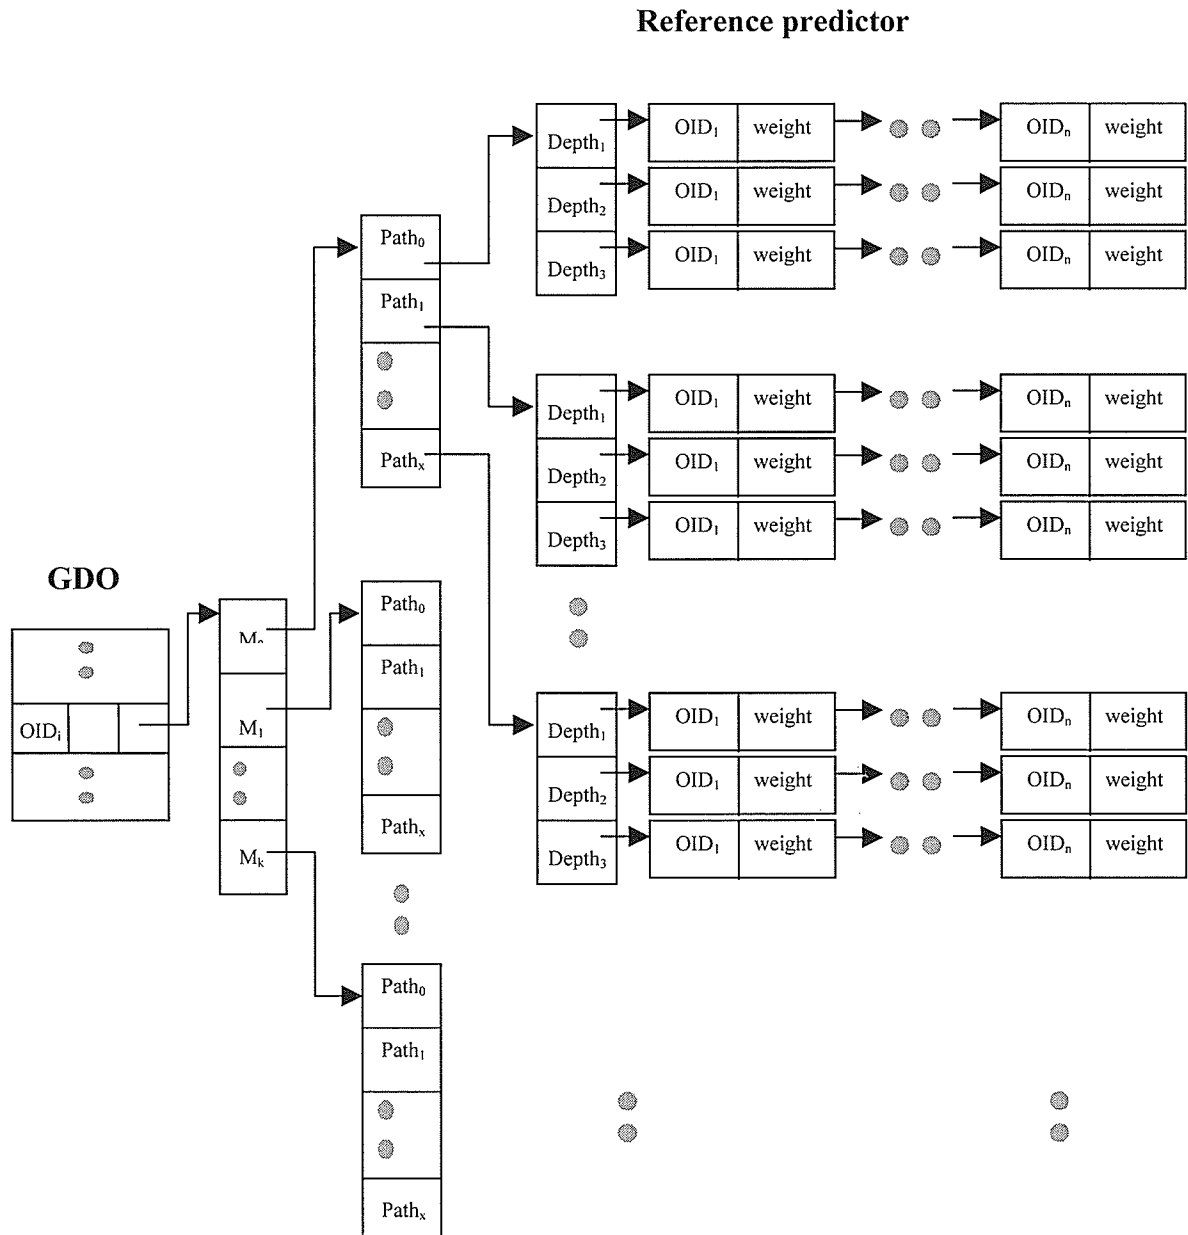 Reference predictor
Depth₁ OID₁ weight OIDₙ weight
Depth₂ OID₁ weight OIDₙ weight
Depth₃ OID₁ weight OIDₙ weight
Path₀
Path₁
Pathₓ
Depth₁ OID₁ weight OIDₙ weight
Depth₂ OID₁ weight OIDₙ weight
Depth₃ OID₁ weight OIDₙ weight
GDO
OIDᵢ
M₁
Mₖ
Path₀
Path₁
Pathₓ
Depth₁ OID₁ weight OIDₙ weight
Depth₂ OID₁ weight OIDₙ weight
Depth₃ OID₁ weight OIDₙ weight
Path₀
Path₁
Pathₓ